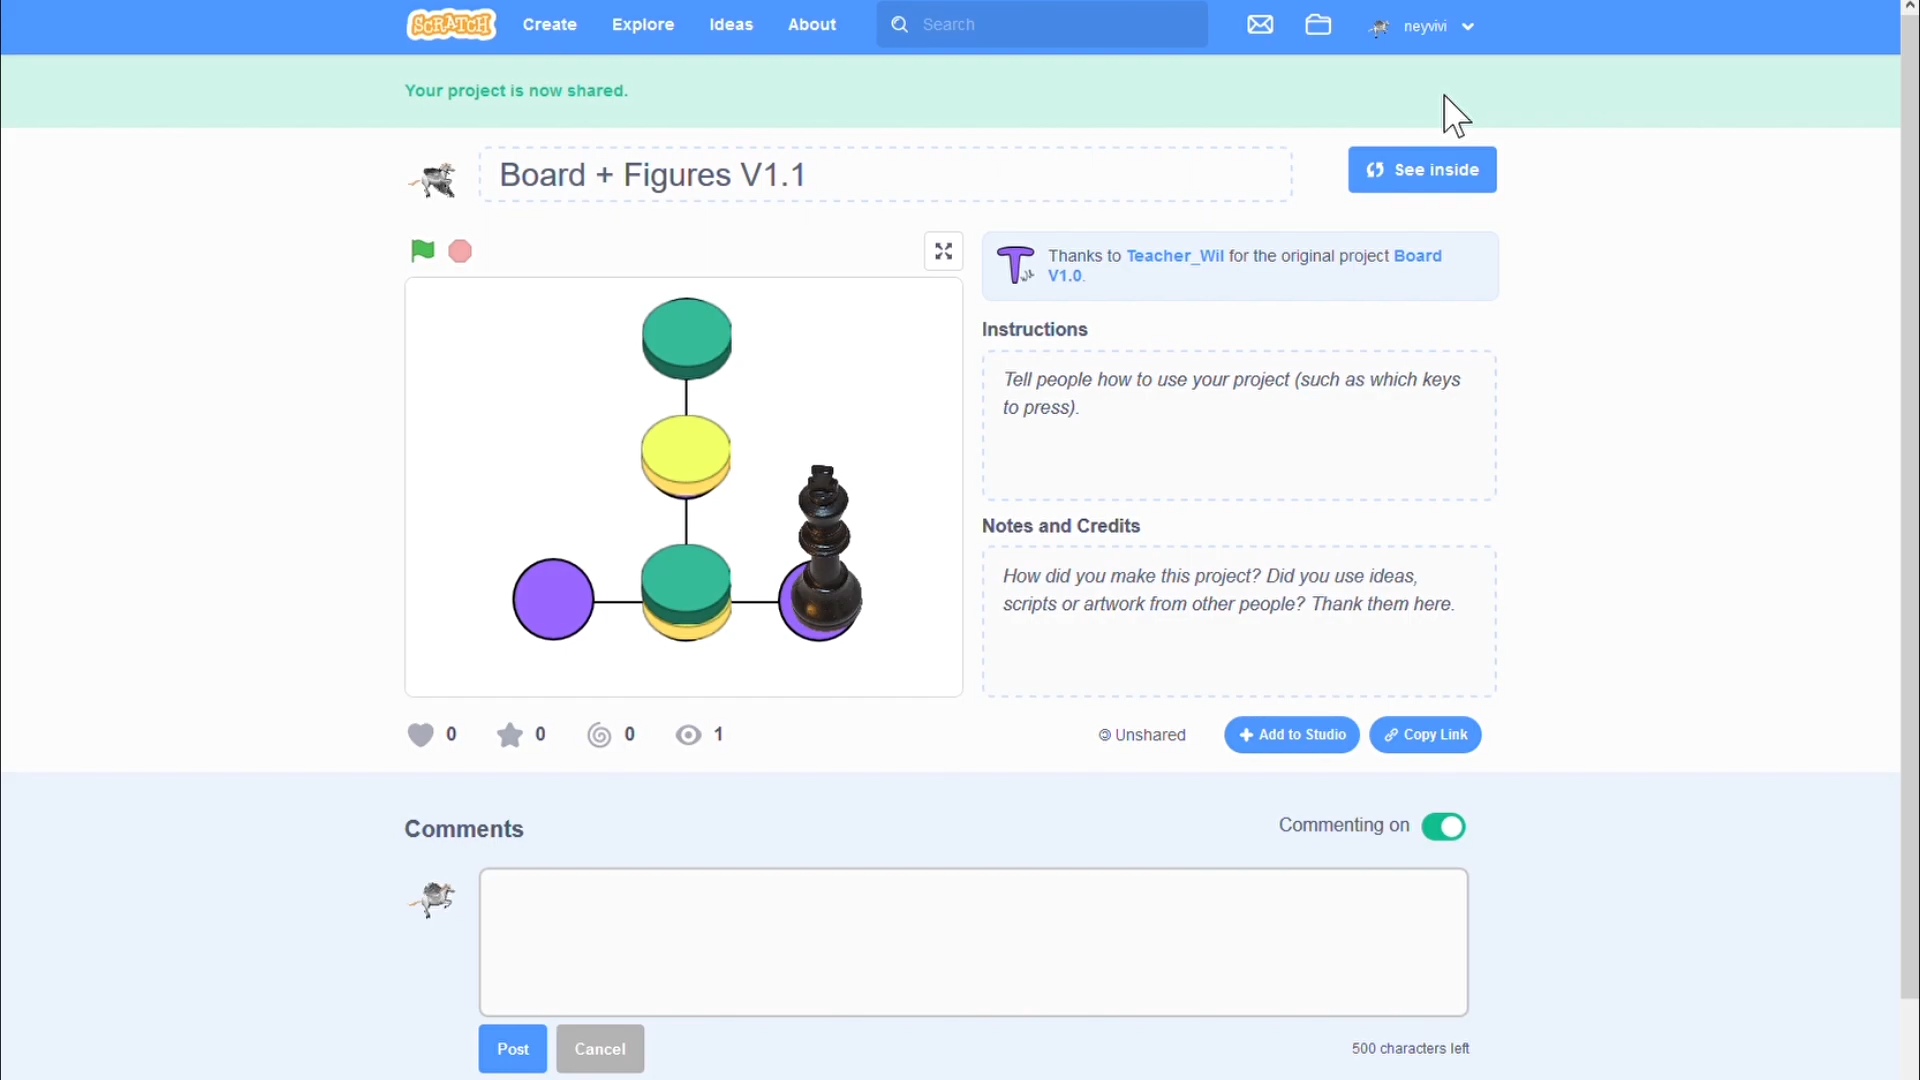 SCRATCH Create Explore Ideas About Search neyvivi
Your project is now shared.
Board + Figures V1.1
See inside
Thanks to Teacher_Wil for the original project Board
V1.0.
Instructions
Tell people how to use your project (such as which keys
to press).
Notes and Credits
How did you make this project? Did you use ideas,
scripts or artwork from other people? Thank them here.
0 0 0 1 Unshared Add to Studio Copy Link
Comments
Commenting on
Post Cancel 500 characters left